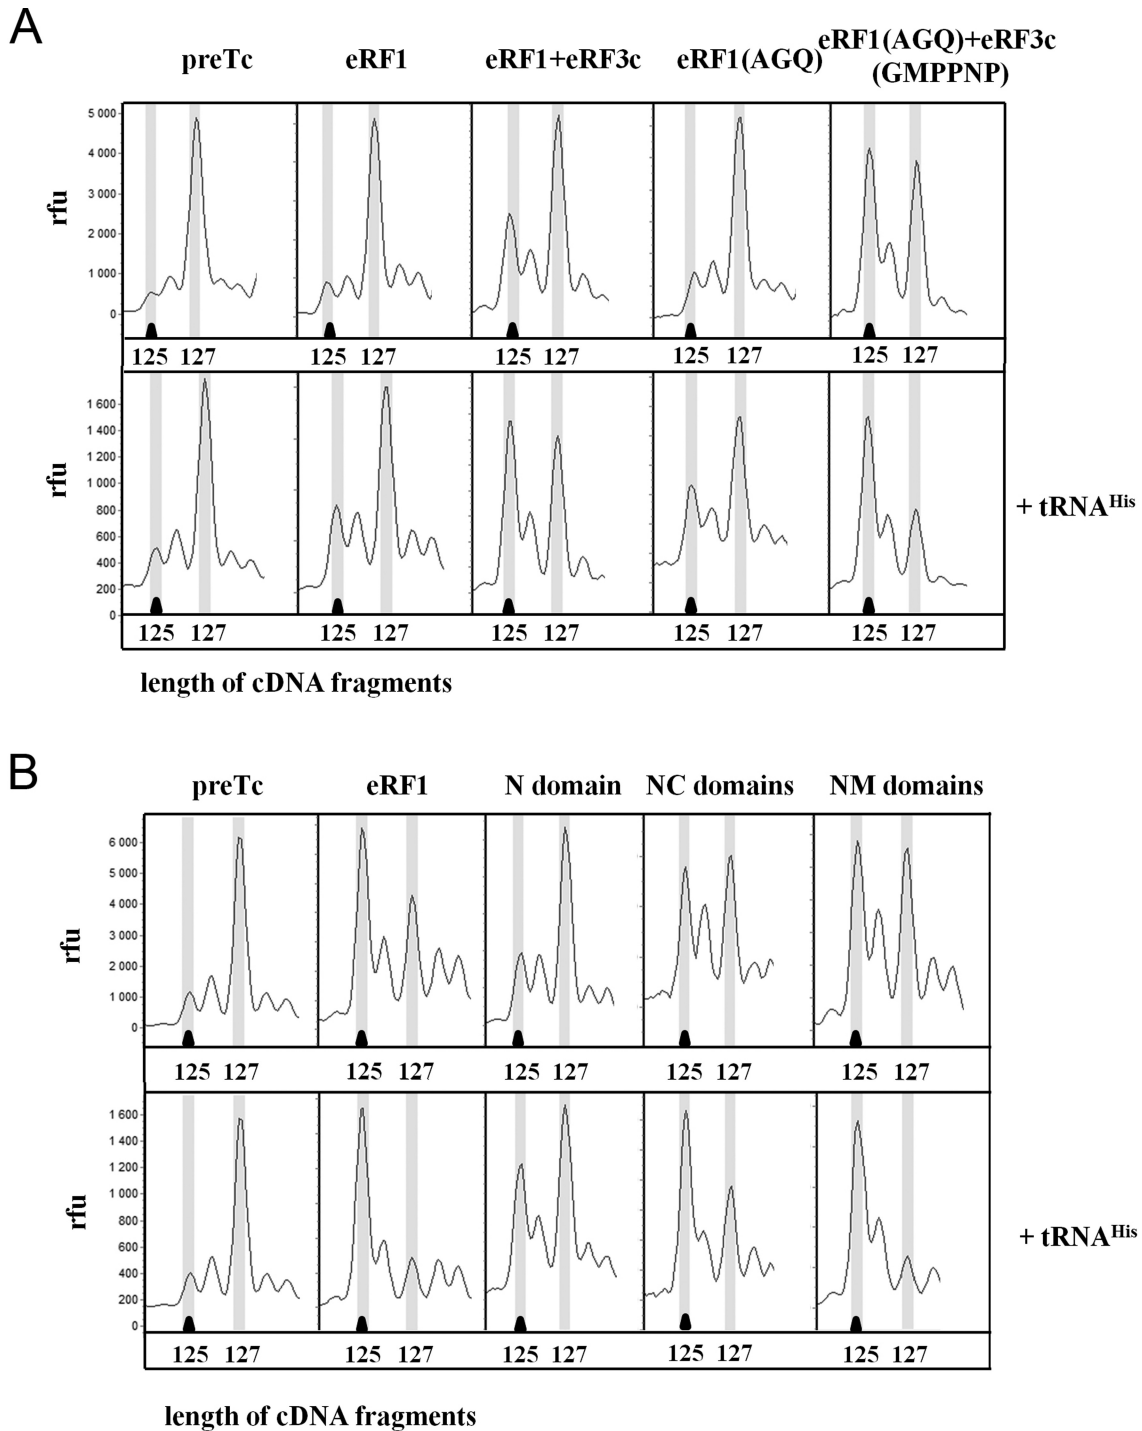 A
preTc eRF1 eRF1+eRF3c eRF1(AGQ) eRF1(AGQ)+eRF3c
(GMPPNP)
5 000
4 000
3 000
2 000
1 000
0
rfu
125 127 125 127 125 127 125 127 125 127
1 600
1 400
1 200
1 000
800
600
400
200
0
rfu
+ tRNAHis
125 127 125 127 125 127 125 127 125 127
length of cDNA fragments
B
preTc eRF1 N domain NC domains NM domains
6 000
5 000
4 000
3 000
2 000
1 000
0
rfu
125 127 125 127 125 127 125 127 125 127
1 600
1 400
1 200
1 000
800
600
400
200
0
rfu
+ tRNAHis
125 127 125 127 125 127 125 127 125 127
length of cDNA fragments